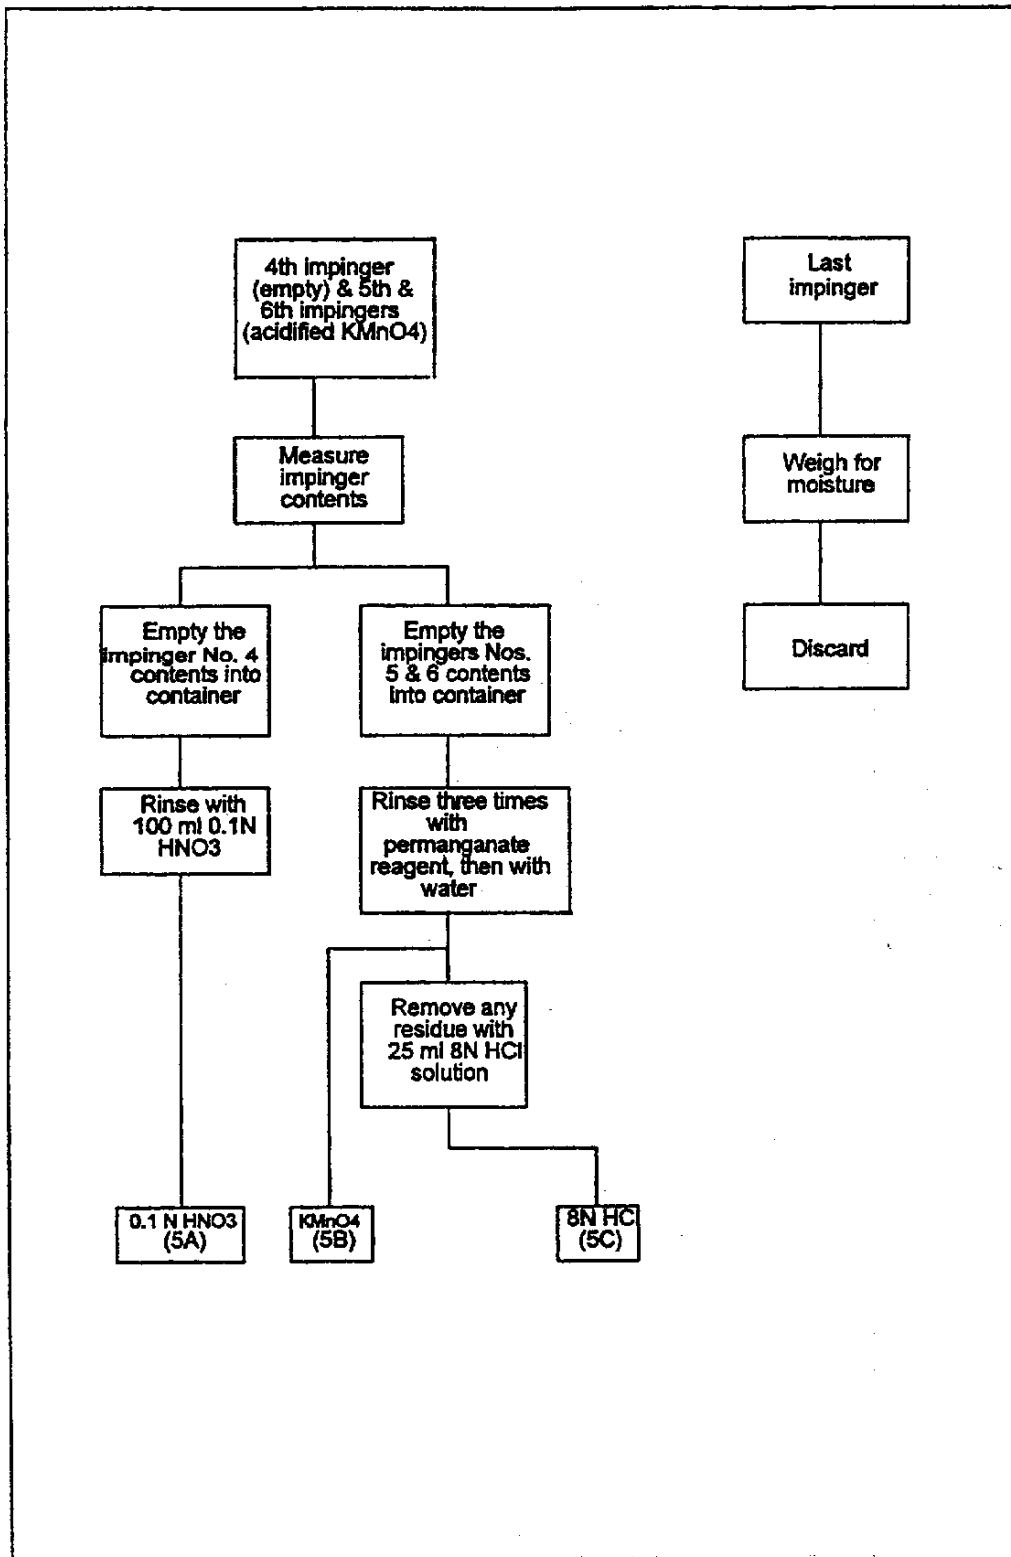 4th impinger
(empty) & 5th &
6th impingers
(acidified KMnO4)
Measure
impinger
contents
Empty the
impinger No. 4
contents into
container
Rinse with
100 ml 0.1N
HNO3
0.1 N HNO3
(5A)
Empty the
impingers Nos.
5 & 6 contents
into container
Rinse three times
with
permanganate
reagent, then with
water
KMnO4
(5B)
Remove any
residue with
25 ml 8N HCl
solution
8N HCl
(5C)
Last
impinger
Weigh for
moisture
Discard